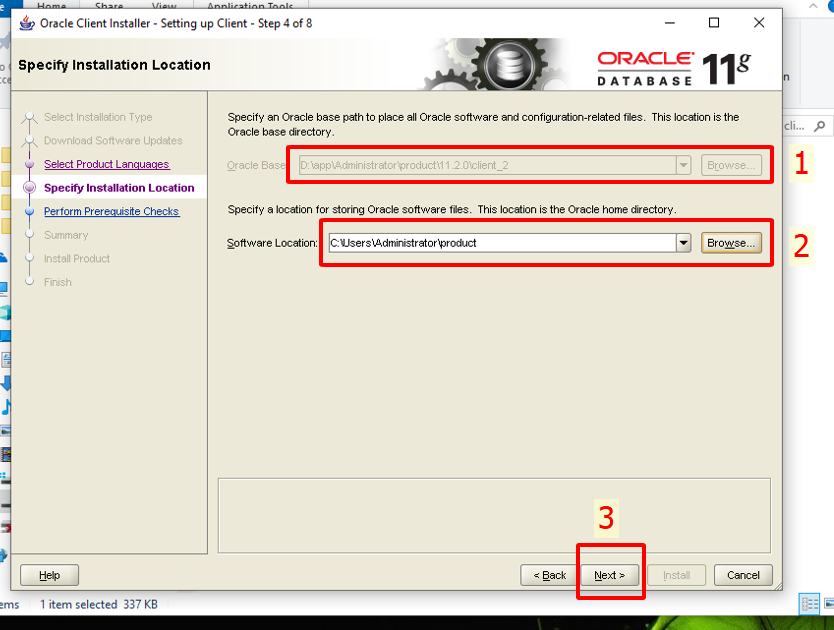 Home Share View Application Tools
Oracle Client Installer - Setting up Client - Step 4 of 8
Specify Installation Location
ORACLE
DATABASE 11g
Select Installation Type
Download Software Updates
Select Product Languages
Specify Installation Location
Perform Prerequisite Checks
Summary
Install Product
Finish
Specify an Oracle base path to place all Oracle software and configuration-related files. This location is the
Oracle base directory.
Oracle Base D:\app\Administrator\product\11.2.0\client_2 Browse...
1
Specify a location for storing Oracle software files. This location is the Oracle home directory.
Software Location: C:\Users\Administrator\product Browse...
2
3
Help < Back Next > Install Cancel
1 item selected 337 KB